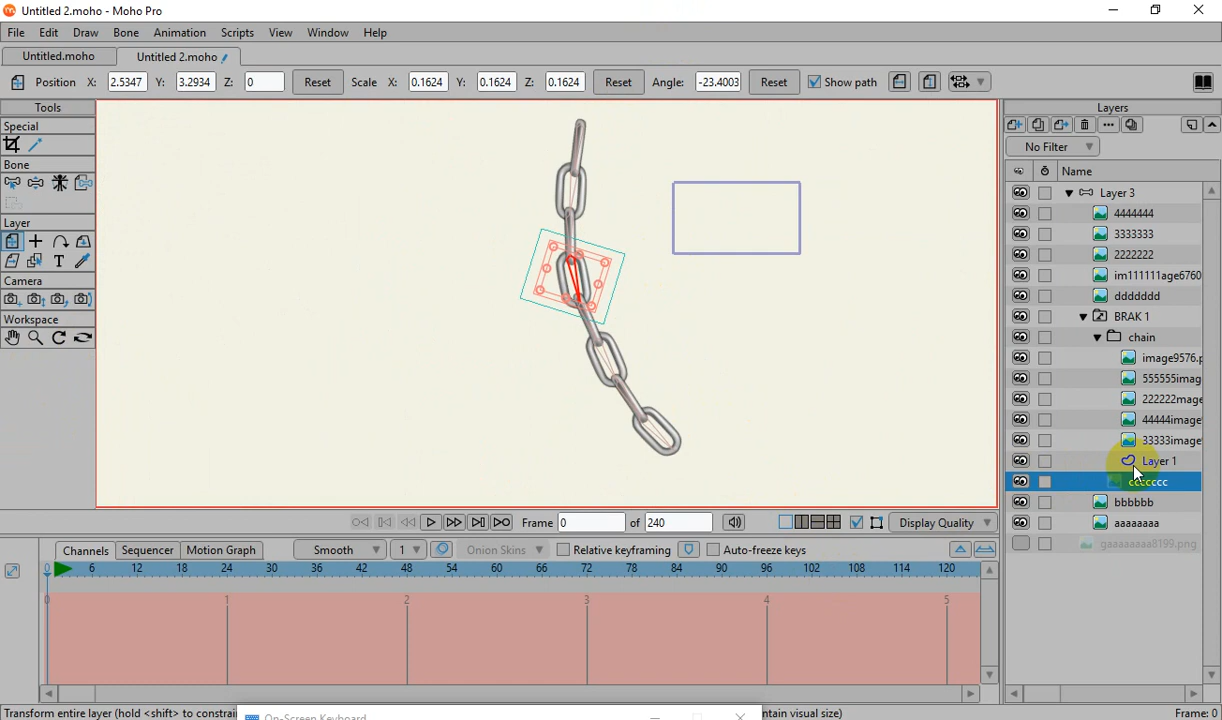 Untitled 2.moho - Moho Pro
File Edit Draw Bone Animation Scripts View Window Help
Untitled.moho Untitled 2.moho
Position X: 2.5347 Y: 3.2934 Z: 0 Reset Scale X: 0.1624 Y: 0.1624 Z: 0.1624 Reset Angle: -23.4003 Reset Show path
Tools
Special
Bone
Layer
Camera
Workspace
Layers
No Filter
Name
Layer 3
4444444
3333333
2222222
im111111age6760
ddddddd
BRAK 1
chain
image9576.p
555555imag
222222mage
44444image
33333image
Layer 1
ccccccc
bbbbbb
aaaaaaa
gaaaaaaa8199.png
Frame 0 of 240 Display Quality
Channels Sequencer Motion Graph Smooth 1 Onion Skins Relative keyframing Auto-freeze keys
0 6 12 18 24 30 36 42 48 54 60 66 72 78 84 90 96 102 108 114 120
0 1 2 3 4 5
Transform entire layer (hold <shift> to constrai
On-Screen Keyboard
ntain visual size)
Frame: 0